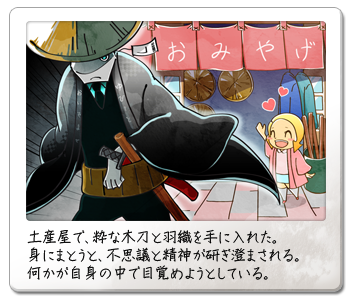 おみやげ
土産屋で、粋な木刀と羽織を手に入れた。
身にまとうと、不思議と精神が研ぎ澄まされる。
何かが自身の中で目覚めようとしている。